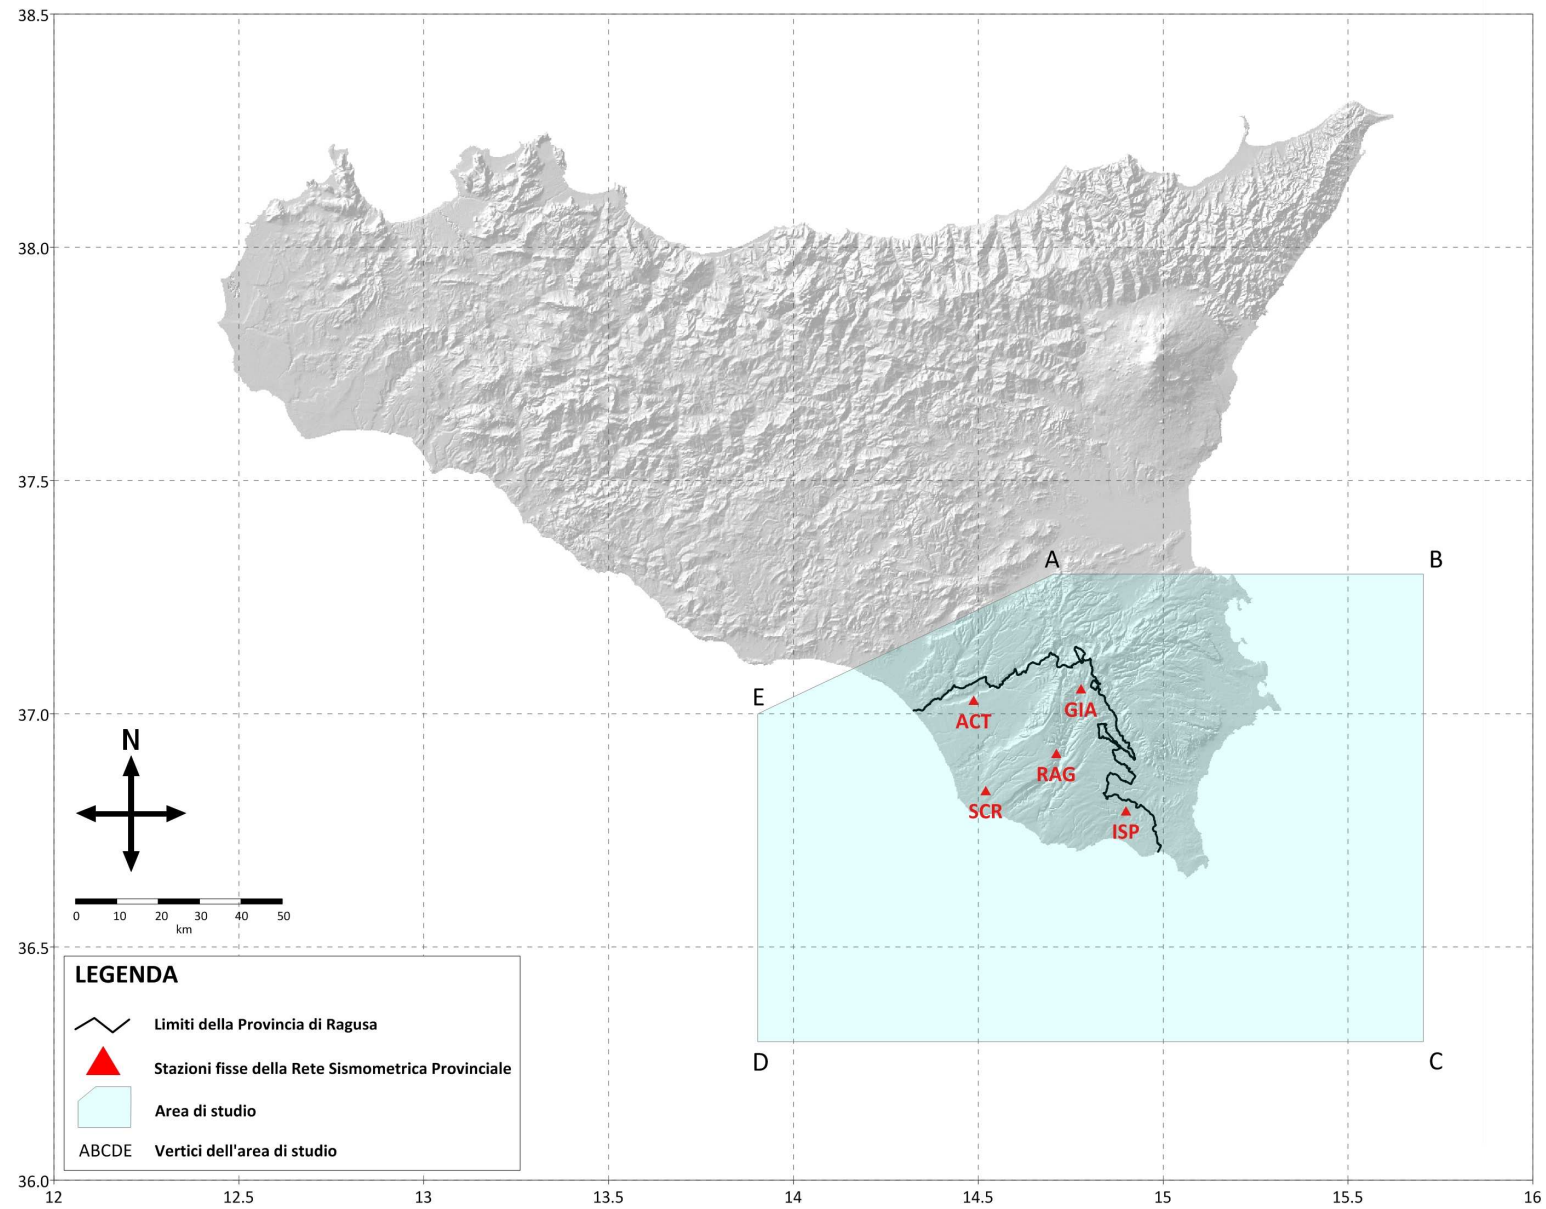 38.5
38.0
37.5
A
B
E
37.0
ACT
GIA
N
RAG
SCR
ISP
0 10 20 30 40 50
km
36.5
LEGENDA
Limiti della Provincia di Ragusa
Stazioni fisse della Rete Sismometrica Provinciale
Area di studio
ABCDE Vertici dell'area di studio
D
C
36.0
12 12.5 13 13.5 14 14.5 15 15.5 16